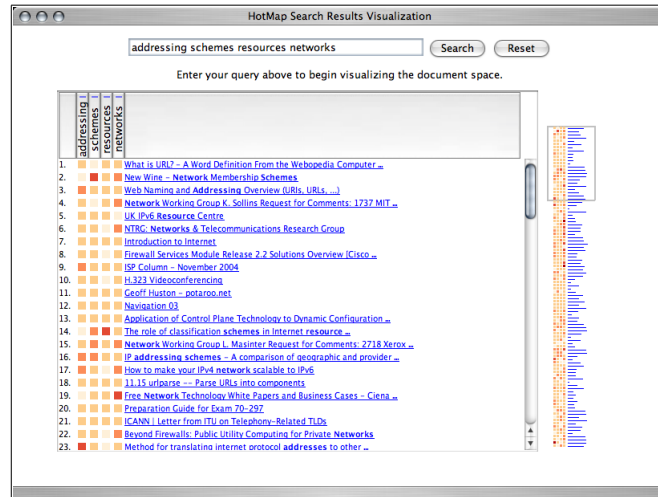 HotMap Search Results Visualization
addressing schemes resources networks
Search
Reset
Enter your query above to begin visualizing the document space.
addressing
schemes
resources
networks
1. What is URL? – A Word Definition From the Webopedia Computer ...
2. New Wine – Network Membership Schemes
3. Web Naming and Addressing Overview (URIs, URLs, ...)
4. Network Working Group K. Sollins Request for Comments: 1737 MIT ...
5. UK IPv6 Resource Centre
6. NTRG: Networks & Telecommunications Research Group
7. Introduction to Internet
8. Firewall Services Module Release 2.2 Solutions Overview [Cisco ...
9. ISP Column – November 2004
10. H.323 Videoconferencing
11. Geoff Huston – potaroo.net
12. Navigation 03
13. Application of Control Plane Technology to Dynamic Configuration ...
14. The role of classification schemes in Internet resource ...
15. Network Working Group L. Masinter Request for Comments: 2718 Xerox ...
16. IP addressing schemes – A comparison of geographic and provider ...
17. How to make your IPv4 network scalable to IPv6
18. 11.15 urlparse -- Parse URLs into components
19. Free Network Technology White Papers and Business Cases – Ciena ...
20. Preparation Guide for Exam 70-297
21. ICANN | Letter from ITU on Telephony-Related TLDs
22. Beyond Firewalls: Public Utility Computing for Private Networks
23. Method for translating internet protocol addresses to other ...